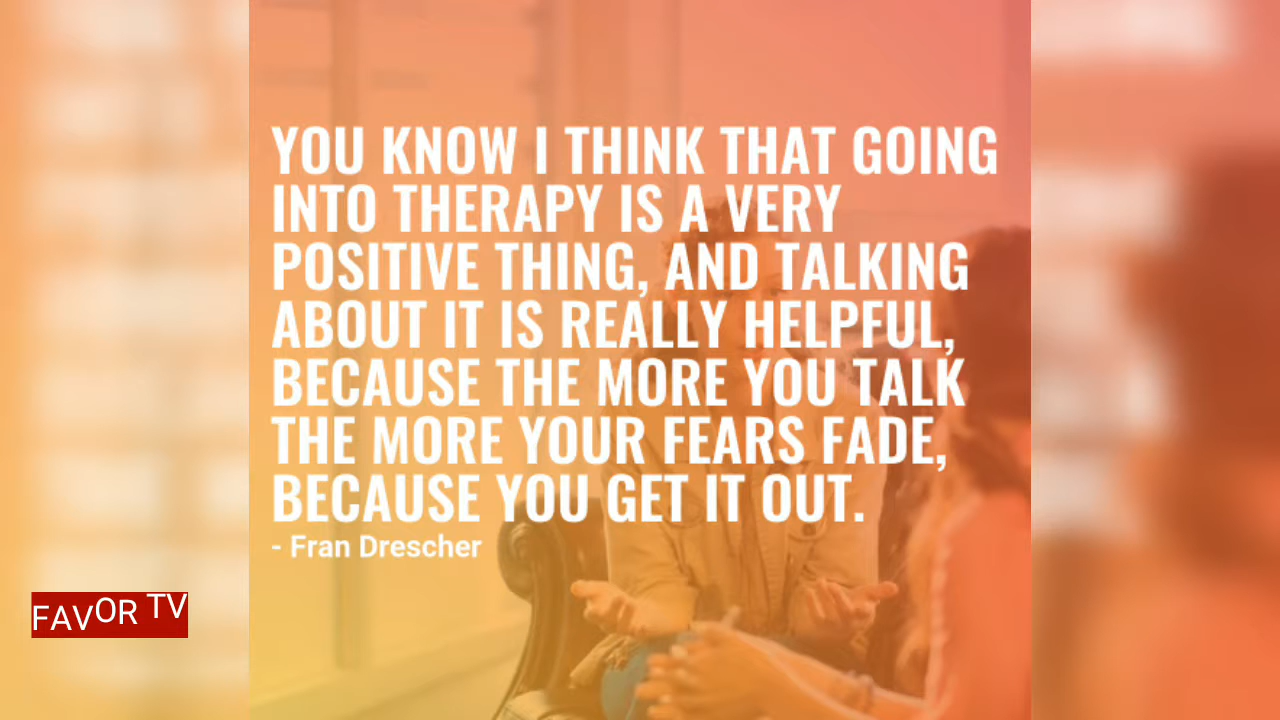 YOU KNOW I THINK THAT GOING
INTO THERAPY IS A VERY
POSITIVE THING, AND TALKING
ABOUT IT IS REALLY HELPFUL,
BECAUSE THE MORE YOU TALK
THE MORE YOUR FEARS FADE,
BECAUSE YOU GET IT OUT.
- Fran Drescher
FAVOR TV